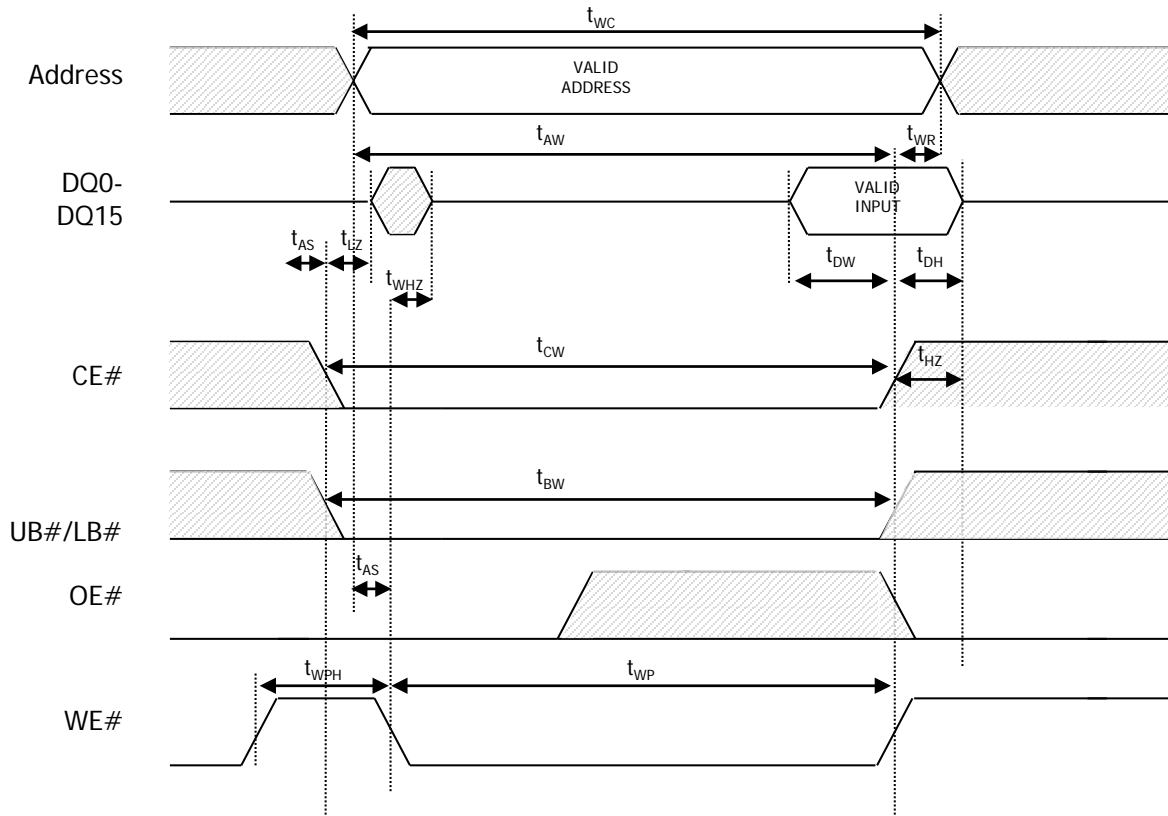 tWC
Address
VALID
ADDRESS
tAW
tWR
DQ0-
DQ15
VALID
INPUT
tAS
tLZ
tDW
tDH
tWHZ
CE#
tCW
tHZ
UB#/LB#
tBW
tAS
OE#
tWPH
tWP
WE#